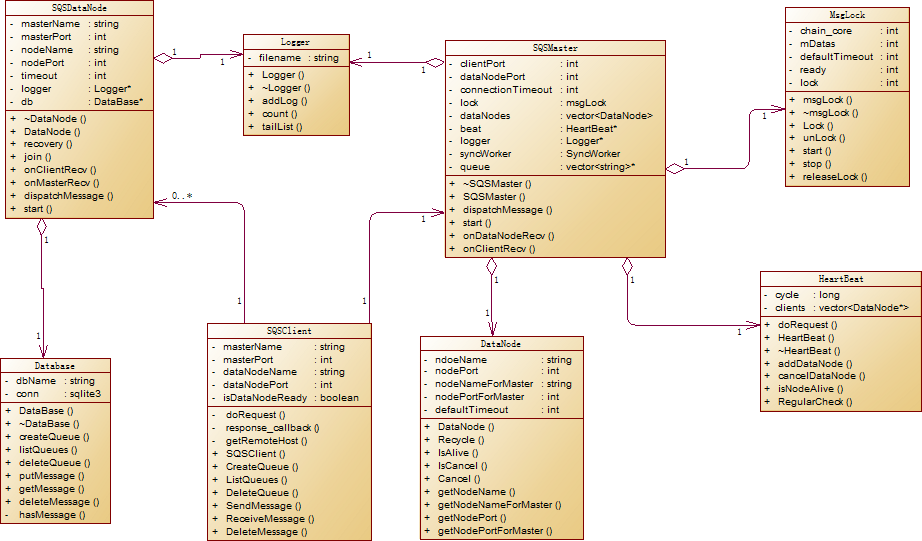 SQSDataNode
- masterName : string
- masterPort : int
- nodeName : string
- nodePort : int
- timeout : int
- logger : Logger*
- db : DataBase*
+ ~DataNode ()
+ DataNode ()
+ recovery ()
+ join ()
+ onClientRecv ()
+ onMasterRecv ()
+ dispatchMessage ()
+ start ()
1
1
Logger
- filename : string
+ Logger ()
+ ~Logger ()
+ addLog ()
+ count ()
+ tailList ()
1
1
SQSMaster
- clientPort : int
- dataNodePort : int
- connectionTimeout : int
- lock : msgLock
- dataNodes : vector<DataNode>
- beat : HeartBeat*
- logger : Logger*
- syncWorker : SyncWorker
- queue : vector<string>*
+ ~SQSMaster ()
+ SQSMaster ()
+ dispatchMessage ()
+ start ()
+ onDataNodeRecv ()
+ onClientRecv ()
1
1
MsgLock
- chain_core : int
- mDatas : int
- defaultTimeout : int
- ready : int
- lock : int
+ msgLock ()
+ ~msgLock ()
+ Lock ()
+ unLock ()
+ start ()
+ stop ()
+ releaseLock ()
0..*
1
1
1
1
1
1
1
1
1
Database
- dbName : string
- conn : sqlite3
+ DataBase ()
+ ~DataBase ()
+ createQueue ()
+ listQueues ()
+ deleteQueue ()
+ putMessage ()
+ getMessage ()
+ deleteMessage ()
- hasMessage ()
SQSClient
- masterName : string
- masterPort : int
- dataNodeName : string
- dataNodePort : int
- isDataNodeReady : boolean
- doRequest ()
- response_callback ()
- getRemoteHost ()
+ SQSClient ()
+ CreateQueue ()
+ ListQueues ()
+ DeleteQueue ()
+ SendMessage ()
+ ReceiveMessage ()
+ DeleteMessage ()
DataNode
- ndoeName : string
- nodePort : int
- nodeNameForMaster : string
- nodePortForMaster : int
- defaultTimeout : int
+ DataNode ()
+ Recycle ()
+ IsAlive ()
+ IsCancel ()
+ Cancel ()
+ getNodeName ()
+ getNodeNameForMaster ()
+ getNodePort ()
+ getNodePortForMaster ()
HeartBeat
- cycle : long
- clients : vector<DataNode*>
+ doRequest ()
+ HeartBeat ()
+ ~HeartBeat ()
+ addDataNode ()
+ cancelDataNode ()
+ isNodeAlive ()
+ RegularCheck ()